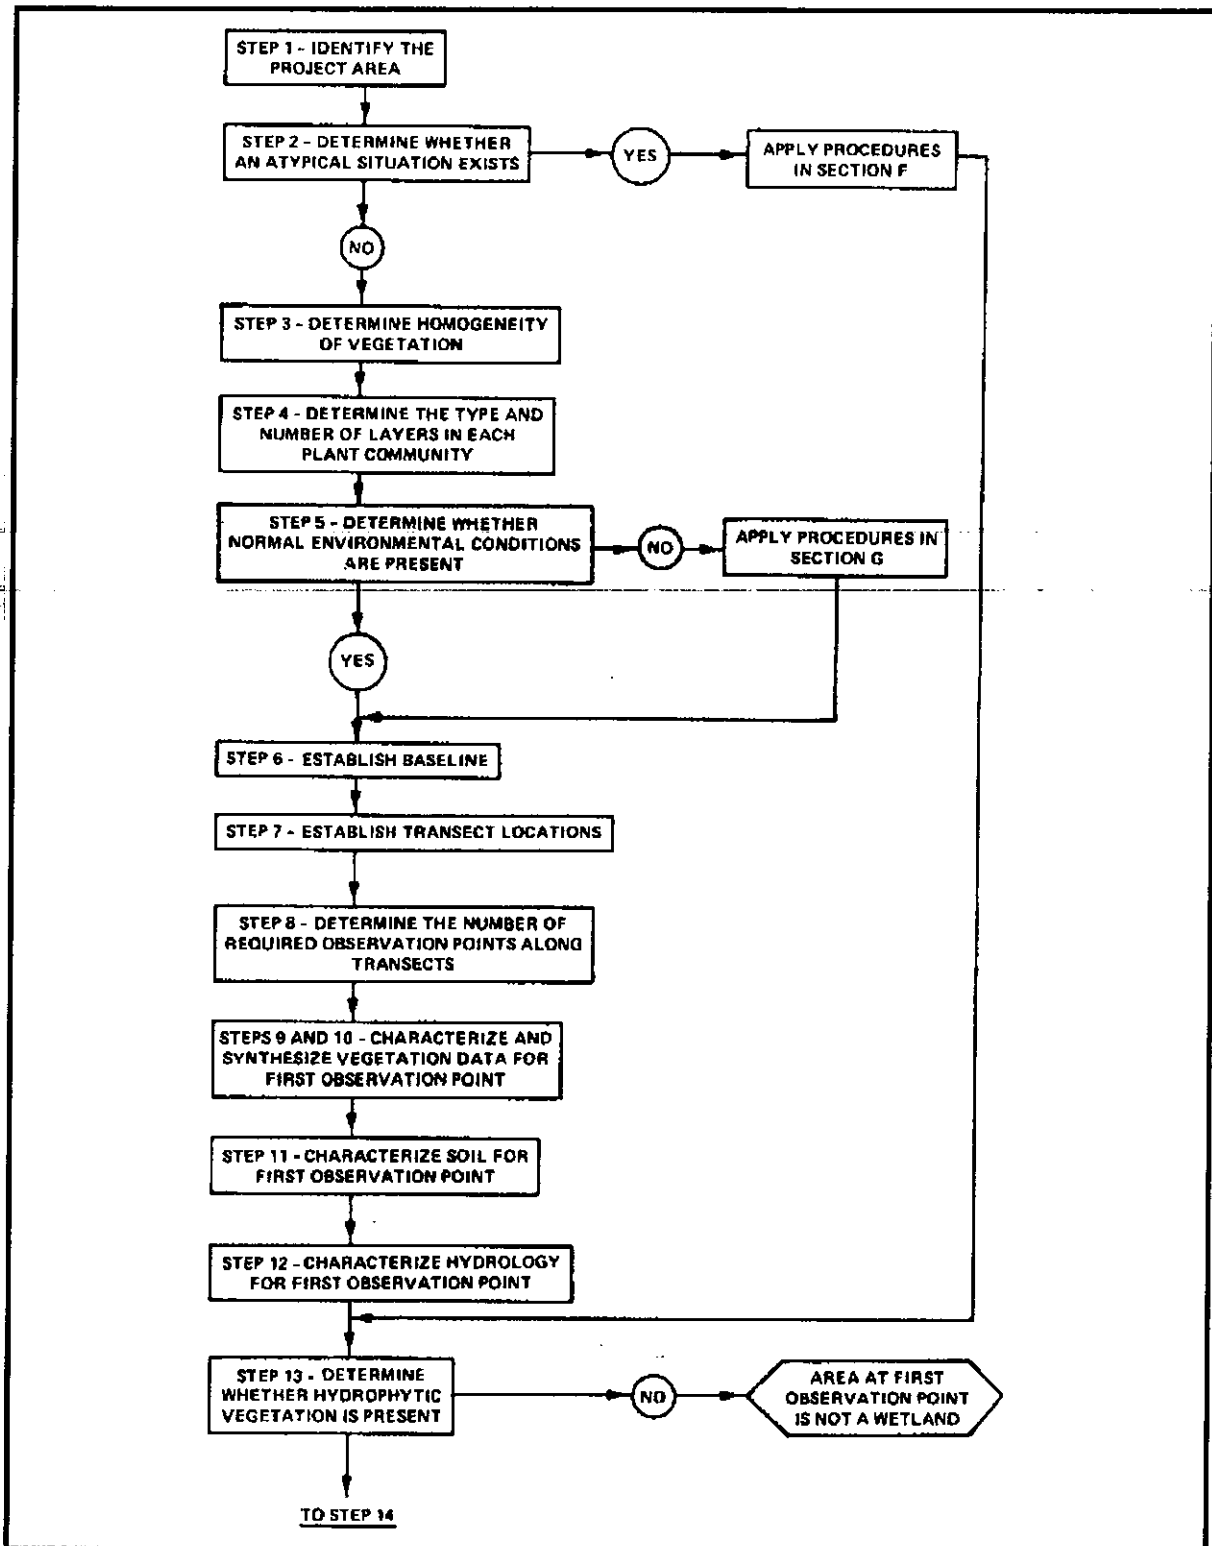 STEP 1 - IDENTIFY THE
PROJECT AREA
STEP 2 - DETERMINE WHETHER
AN ATYPICAL SITUATION EXISTS
YES
APPLY PROCEDURES
IN SECTION F
NO
STEP 3 - DETERMINE HOMOGENEITY
OF VEGETATION
STEP 4 - DETERMINE THE TYPE AND
NUMBER OF LAYERS IN EACH
PLANT COMMUNITY
STEP 5 - DETERMINE WHETHER
NORMAL ENVIRONMENTAL CONDITIONS
ARE PRESENT
NO
APPLY PROCEDURES IN
SECTION G
YES
STEP 6 - ESTABLISH BASELINE
STEP 7 - ESTABLISH TRANSECT LOCATIONS
STEP 8 - DETERMINE THE NUMBER OF
REQUIRED OBSERVATION POINTS ALONG
TRANSECTS
STEPS 9 AND 10 - CHARACTERIZE AND
SYNTHESIZE VEGETATION DATA FOR
FIRST OBSERVATION POINT
STEP 11 - CHARACTERIZE SOIL FOR
FIRST OBSERVATION POINT
STEP 12 - CHARACTERIZE HYDROLOGY
FOR FIRST OBSERVATION POINT
STEP 13 - DETERMINE
WHETHER HYDROPHYTIC
VEGETATION IS PRESENT
NO
AREA AT FIRST
OBSERVATION POINT
IS NOT A WETLAND
TO STEP 14